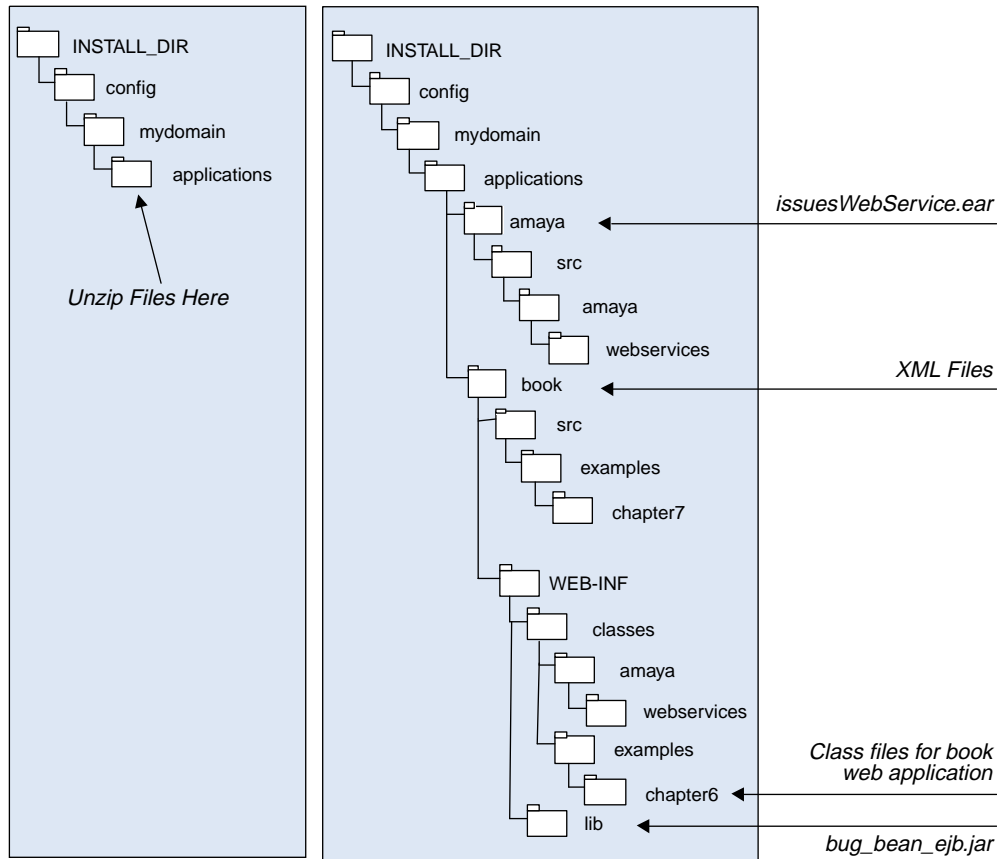 INSTALL_DIR
config
mydomain
applications
Unzip Files Here
INSTALL_DIR
config
mydomain
applications
amaya
issuesWebService.ear
src
amaya
webservices
book
XML Files
src
examples
chapter7
WEB-INF
classes
amaya
webservices
examples
chapter6
Class files for book
web application
lib
bug_bean_ejb.jar